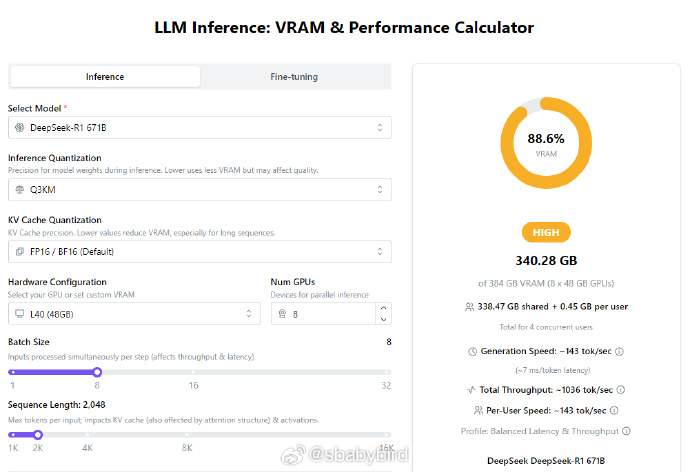 LLM Inference: VRAM & Performance Calculator
Inference
Fine-tuning
Select Model *
DeepSeek-R1 671B
Inference Quantization
Precision for model weights during inference. Lower uses less VRAM but may affect quality.
Q3KM
KV Cache Quantization
KV Cache precision. Lower values reduce VRAM, especially for long sequences.
FP16 / BF16 (Default)
Hardware Configuration
Select your GPU or set custom VRAM
L40 (48GB)
Num GPUs
Devices for parallel inference
8
Batch Size
8
Inputs processed simultaneously per step (affects throughput & latency)
1 8 16 32
Sequence Length: 2,048
Max tokens per input; impacts KV cache (also affected by attention structure) & activations.
1K 2K 4K 8K 16K
88.6%
VRAM
HIGH
340.28 GB
of 384 GB VRAM (8 x 48 GB GPUs)
338.47 GB shared + 0.45 GB per user
Total for 4 concurrent users
Generation Speed: ~143 tok/sec
(~7 ms/token latency)
Total Throughput: ~1036 tok/sec
Per-User Speed: ~143 tok/sec
Profile: Balanced Latency & Throughput
DeepSeek DeepSeek-R1 671B
@sbabybird